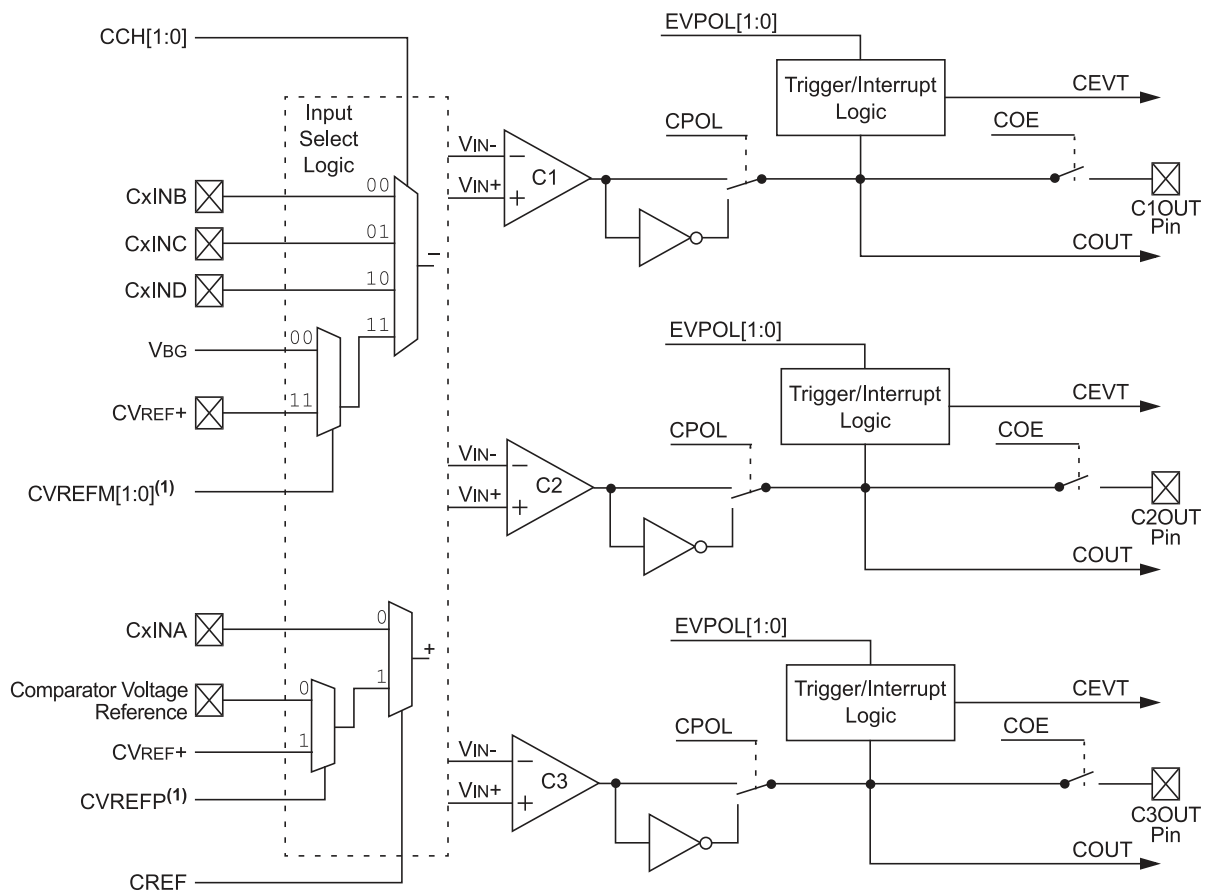 CCH[1:0]
Input
Select
Logic
CxINB
00
CxINC
01
CxIND
10
11
−
VBG
00
CVREF+
11
CVREFM[1:0](1)
CxINA
0
1
+
Comparator Voltage
Reference
0
CVREF+
1
CVREFP(1)
CREF
EVPOL[1:0]
Trigger/Interrupt
Logic
CEVT
CPOL
COE
VIN-
VIN+
−
+
C1
C1OUT
Pin
COUT
EVPOL[1:0]
Trigger/Interrupt
Logic
CEVT
CPOL
COE
VIN-
VIN+
−
+
C2
C2OUT
Pin
COUT
EVPOL[1:0]
Trigger/Interrupt
Logic
CEVT
CPOL
COE
VIN-
VIN+
−
+
C3
C3OUT
Pin
COUT